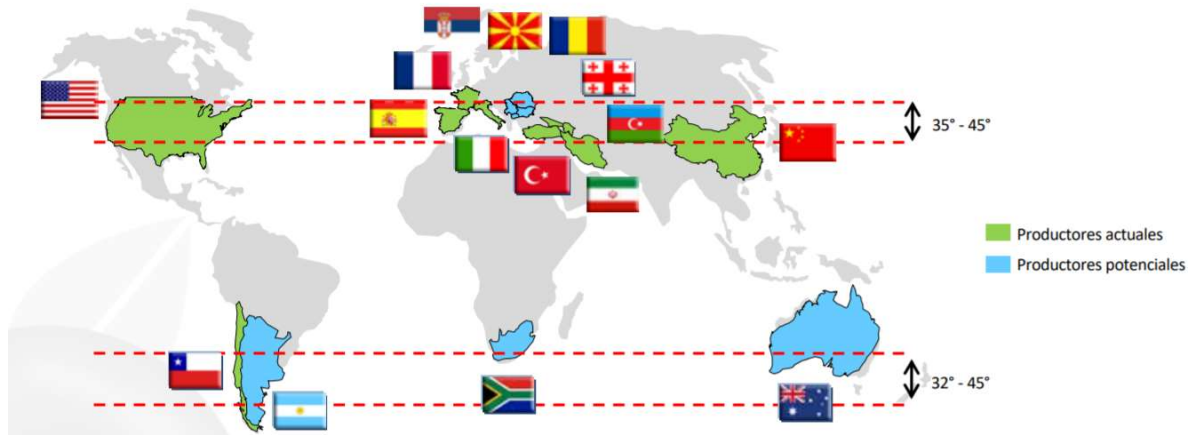 35° - 45°
Productores actuales
Productores potenciales
32° - 45°